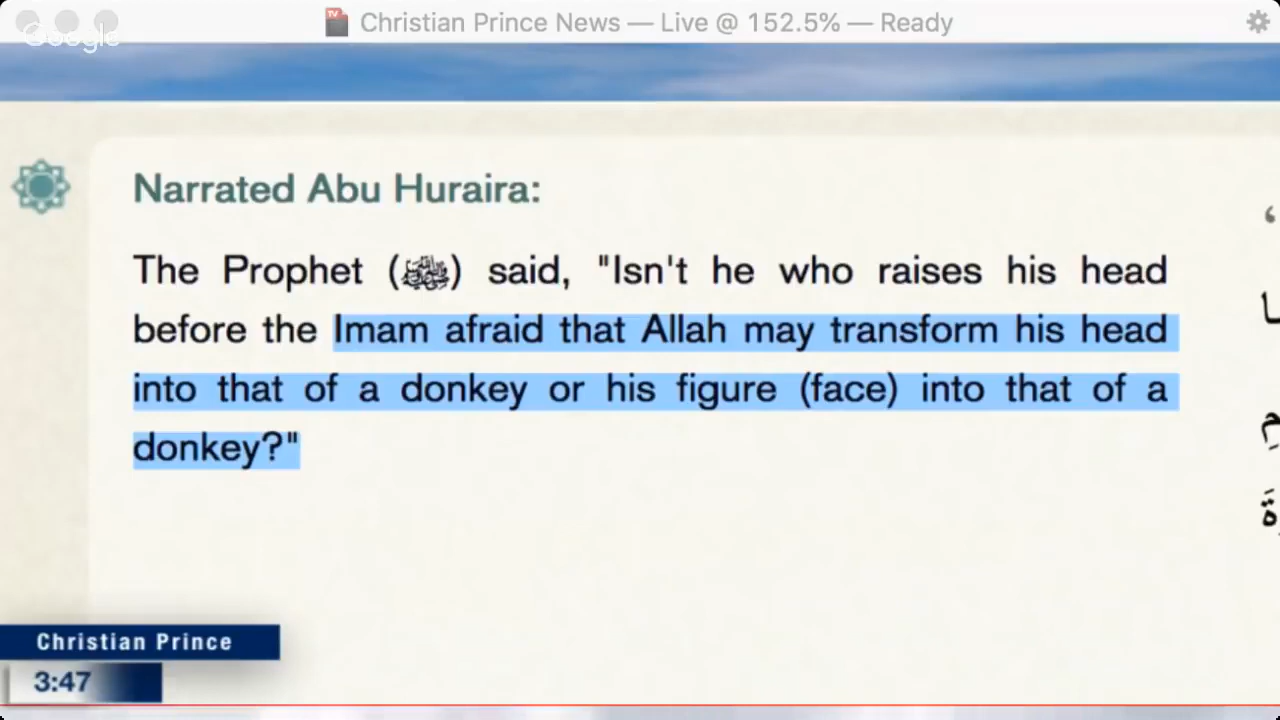 Christian Prince News — Live @ 152.5% — Ready
Google
Narrated Abu Huraira:
The Prophet (ﷺ) said, "Isn't he who raises his head
before the Imam afraid that Allah may transform his head
into that of a donkey or his figure (face) into that of a
donkey?"
Christian Prince
3:47